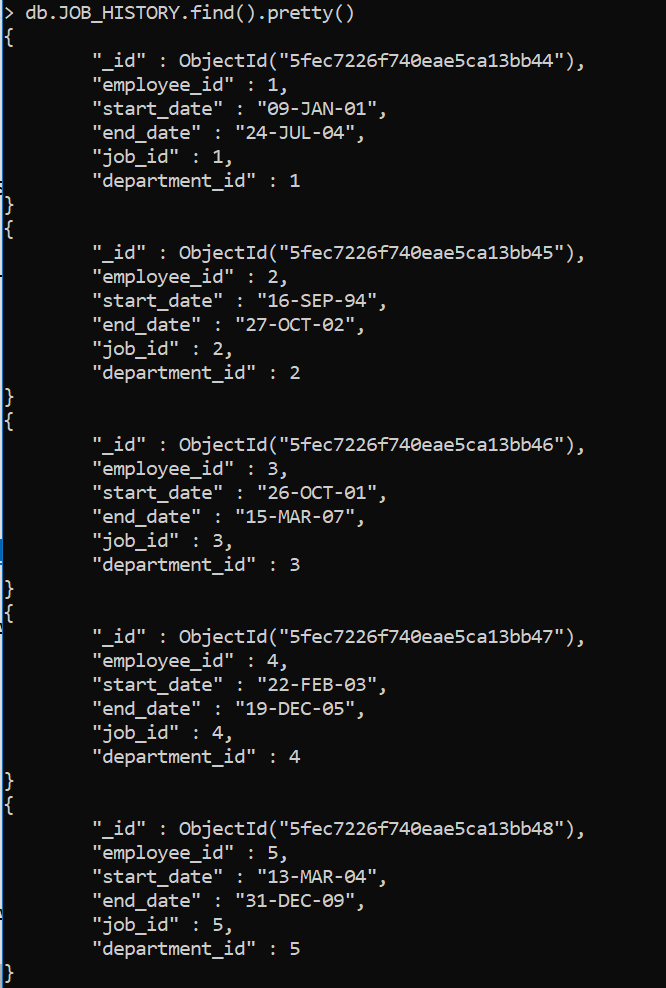 > db.JOB_HISTORY.find().pretty()
{
        "_id" : ObjectId("5fec7226f740eae5ca13bb44"),
        "employee_id" : 1,
        "start_date" : "09-JAN-01",
        "end_date" : "24-JUL-04",
        "job_id" : 1,
        "department_id" : 1
}
{
        "_id" : ObjectId("5fec7226f740eae5ca13bb45"),
        "employee_id" : 2,
        "start_date" : "16-SEP-94",
        "end_date" : "27-OCT-02",
        "job_id" : 2,
        "department_id" : 2
}
{
        "_id" : ObjectId("5fec7226f740eae5ca13bb46"),
        "employee_id" : 3,
        "start_date" : "26-OCT-01",
        "end_date" : "15-MAR-07",
        "job_id" : 3,
        "department_id" : 3
}
{
        "_id" : ObjectId("5fec7226f740eae5ca13bb47"),
        "employee_id" : 4,
        "start_date" : "22-FEB-03",
        "end_date" : "19-DEC-05",
        "job_id" : 4,
        "department_id" : 4
}
{
        "_id" : ObjectId("5fec7226f740eae5ca13bb48"),
        "employee_id" : 5,
        "start_date" : "13-MAR-04",
        "end_date" : "31-DEC-09",
        "job_id" : 5,
        "department_id" : 5
}